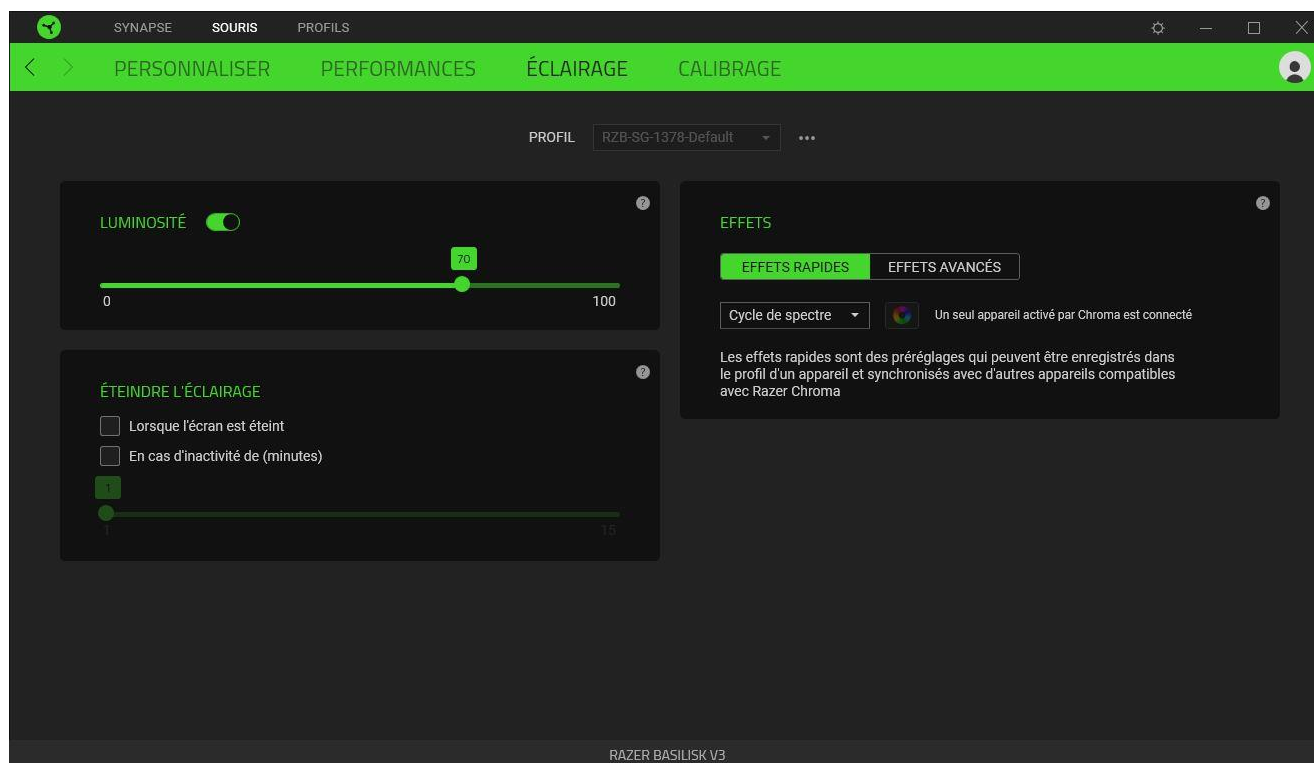 SYNAPSE SOURIS PROFILS
PERSONNALISER PERFORMANCES ÉCLAIRAGE CALIBRAGE
PROFIL RZB-SG-1378-Default
LUMINOSITÉ
70
0 100
ÉTEINDRE L'ÉCLAIRAGE
Lorsque l'écran est éteint
En cas d'inactivité de (minutes)
1
1 15
EFFETS
EFFETS RAPIDES EFFETS AVANCÉS
Cycle de spectre Un seul appareil activé par Chroma est connecté
Les effets rapides sont des préréglages qui peuvent être enregistrés dans
le profil d'un appareil et synchronisés avec d'autres appareils compatibles
avec Razer Chroma
RAZER BASILISK V3